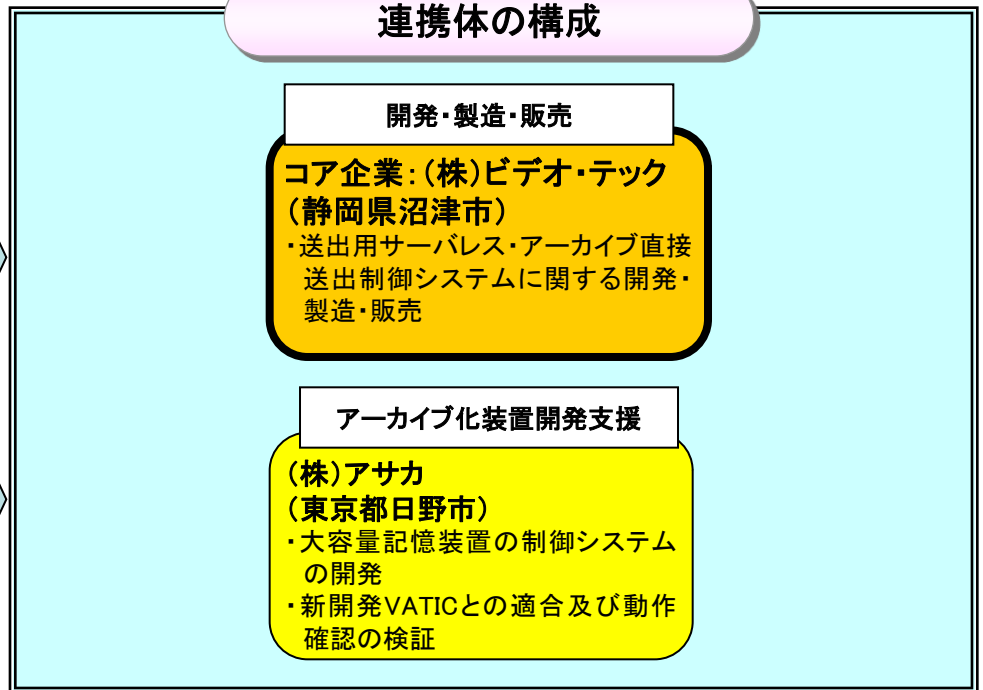 連携体の構成
開発・製造・販売
コア企業：（株）ビデオ・テック
（静岡県沼津市）
・送出用サーバレス・アーカイブ直接
送出制御システムに関する開発・
製造・販売
アーカイブ化装置開発支援
（株）アサカ
（東京都日野市）
・大容量記憶装置の制御システム
の開発
・新開発VATICとの適合及び動作
確認の検証